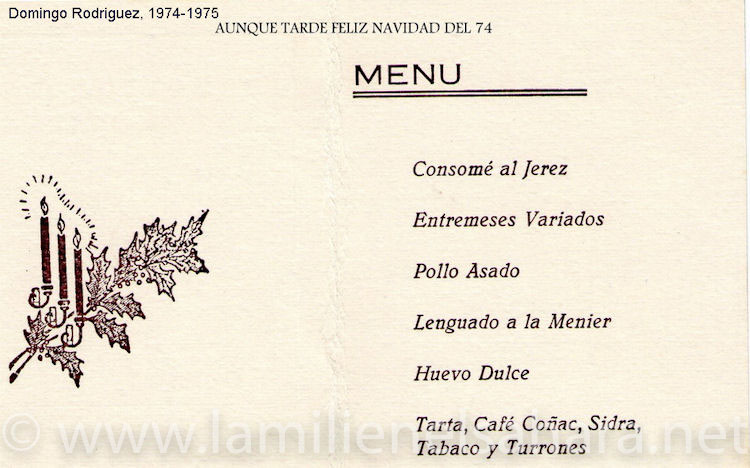 Domingo Rodriguez, 1974-1975
AUNQUE TARDE FELIZ NAVIDAD DEL 74
MENU
Consomé al Jerez
Entremeses Variados
Pollo Asado
Lenguado a la Menier
Huevo Dulce
Tarta, Café Coñac, Sidra,
Tabaco y Turrones
© www.lamilienelsahara.net